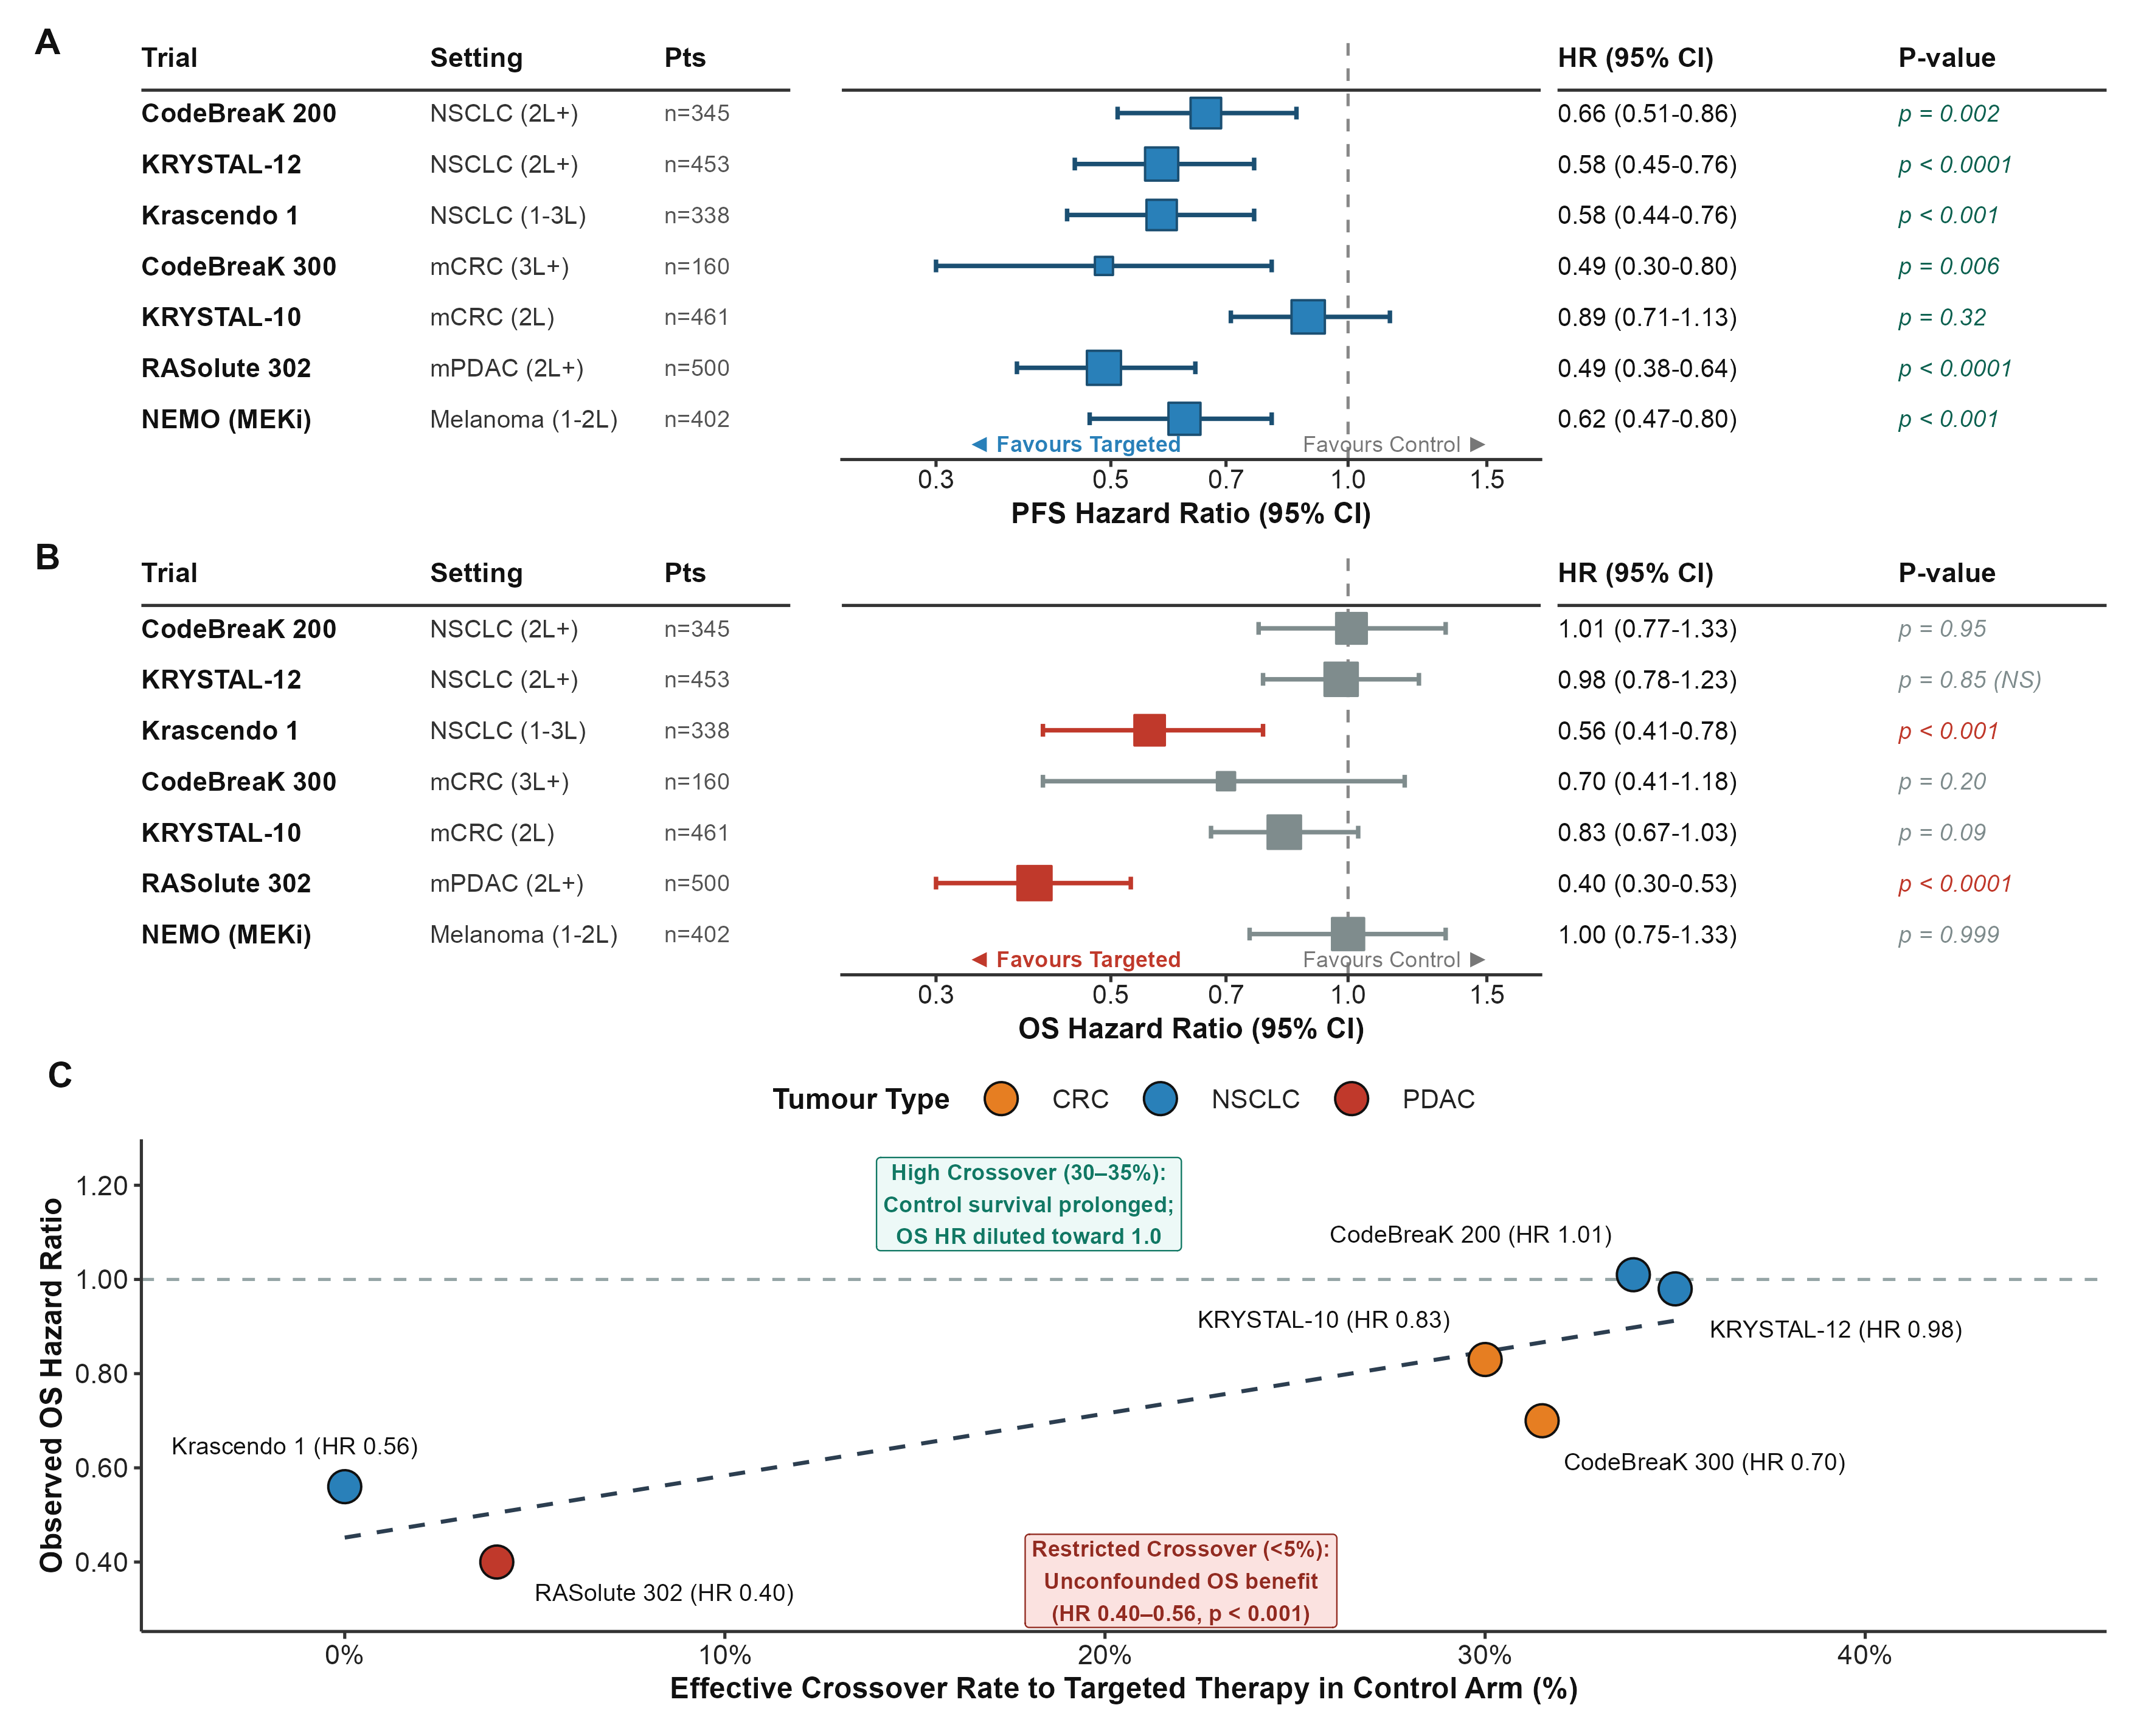 A
Trial Setting Pts HR (95% CI) P-value
CodeBreaK 200 NSCLC (2L+) n=345 0.66 (0.51-0.86) p = 0.002
KRYSTAL-12 NSCLC (2L+) n=453 0.58 (0.45-0.76) p < 0.0001
Krascendo 1 NSCLC (1-3L) n=338 0.58 (0.44-0.76) p < 0.001
CodeBreaK 300 mCRC (3L+) n=160 0.49 (0.30-0.80) p = 0.006
KRYSTAL-10 mCRC (2L) n=461 0.89 (0.71-1.13) p = 0.32
RASolute 302 mPDAC (2L+) n=500 0.49 (0.38-0.64) p < 0.0001
NEMO (MEKi) Melanoma (1-2L) n=402 0.62 (0.47-0.80) p < 0.001
◄ Favours Targeted Favours Control ►
0.3 0.5 0.7 1.0 1.5
PFS Hazard Ratio (95% CI)
B
Trial Setting Pts HR (95% CI) P-value
CodeBreaK 200 NSCLC (2L+) n=345 1.01 (0.77-1.33) p = 0.95
KRYSTAL-12 NSCLC (2L+) n=453 0.98 (0.78-1.23) p = 0.85 (NS)
Krascendo 1 NSCLC (1-3L) n=338 0.56 (0.41-0.78) p < 0.001
CodeBreaK 300 mCRC (3L+) n=160 0.70 (0.41-1.18) p = 0.20
KRYSTAL-10 mCRC (2L) n=461 0.83 (0.67-1.03) p = 0.09
RASolute 302 mPDAC (2L+) n=500 0.40 (0.30-0.53) p < 0.0001
NEMO (MEKi) Melanoma (1-2L) n=402 1.00 (0.75-1.33) p = 0.999
◄ Favours Targeted Favours Control ►
0.3 0.5 0.7 1.0 1.5
OS Hazard Ratio (95% CI)
C
Tumour Type CRC NSCLC PDAC
Observed OS Hazard Ratio
1.20
1.00
0.80
0.60
0.40
High Crossover (30–35%):
Control survival prolonged;
OS HR diluted toward 1.0
CodeBreaK 200 (HR 1.01)
KRYSTAL-10 (HR 0.83)
KRYSTAL-12 (HR 0.98)
Krascendo 1 (HR 0.56)
CodeBreaK 300 (HR 0.70)
RASolute 302 (HR 0.40)
Restricted Crossover (<5%):
Unconfounded OS benefit
(HR 0.40–0.56, p < 0.001)
0% 10% 20% 30% 40%
Effective Crossover Rate to Targeted Therapy in Control Arm (%)